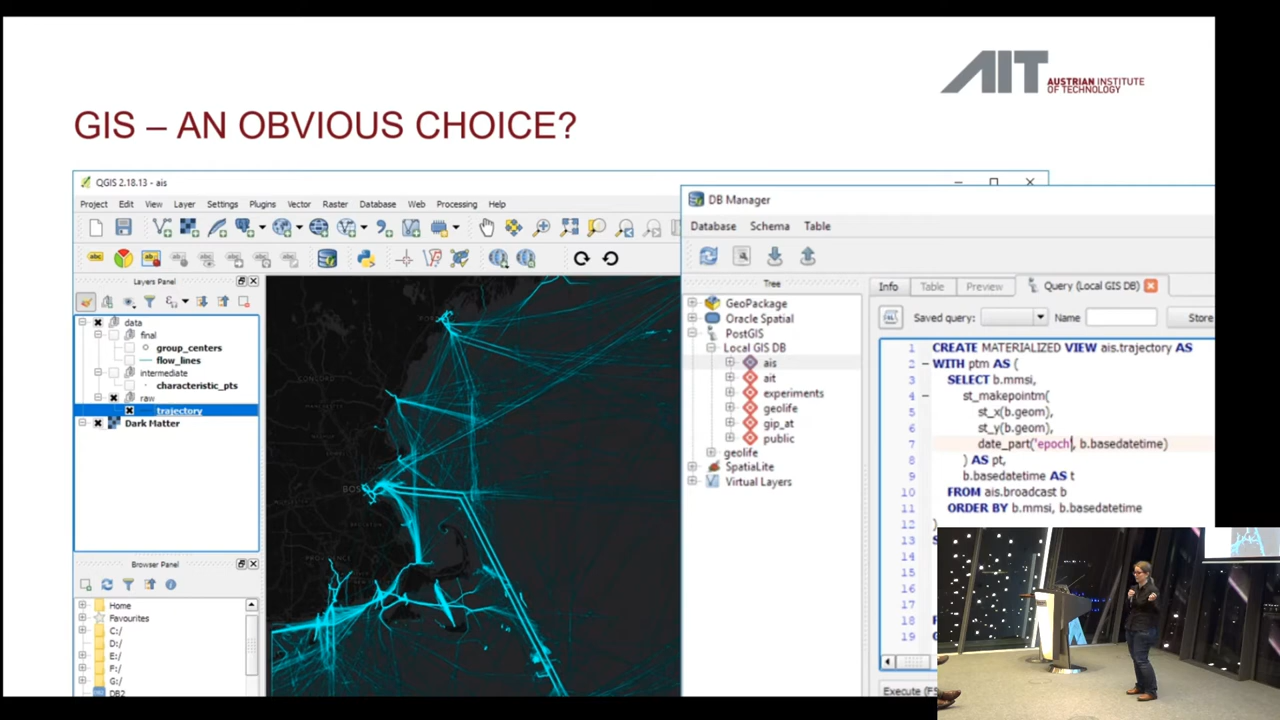 AIT AUSTRIAN INSTITUTE
OF TECHNOLOGY
GIS – AN OBVIOUS CHOICE?
QGIS 2.18.13 - ais
Project Edit View Layer Settings Plugins Vector Raster Database Web Processing Help
Layers Panel
data
final
group_centers
flow_lines
intermediate
characteristic_pts
raw
trajectory
Dark Matter
Browser Panel
Home
Favourites
C:/
D:/
E:/
F:/
G:/
DB2
CONCORD
BOS
PROVIDENCE
DB Manager
Database Schema Table
Tree
GeoPackage
Oracle Spatial
PostGIS
Local GIS DB
ais
ait
experiments
geolife
gip_at
public
geolife
SpatiaLite
Virtual Layers
Info Table Preview Query (Local GIS DB)
Saved query: Name Store
1 CREATE MATERIALIZED VIEW ais.trajectory AS
2 WITH ptm AS (
3 SELECT b.mmsi,
4 st_makepointm(
5 st_x(b.geom),
6 st_y(b.geom),
7 date_part('epoch', b.basedatetime)
8 ) AS pt,
9 b.basedatetime AS t
10 FROM ais.broadcast b
11 ORDER BY b.mmsi, b.basedatetime
12 )
13 S
14
15
16
17
18
19 G
Execute (F5